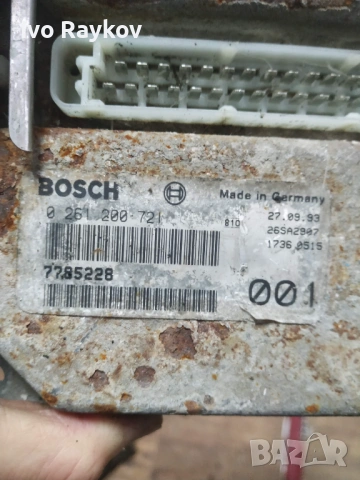 Ivo Raykov
BOSCH
Made in Germany
0 261 200 721
810
27.09.93
26SA2807
1736 0515
7785228
001
BAZAR